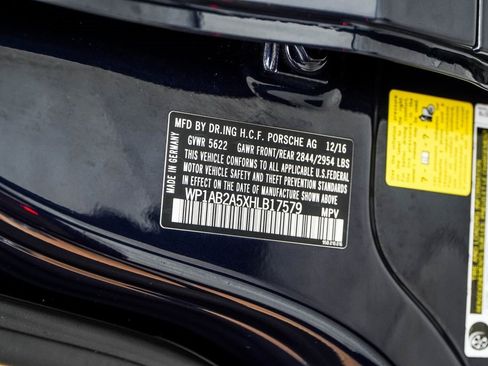 MFD BY DR.ING H.C.F. PORSCHE AG 12/16
GVWR 5622 GAWR FRONT/REAR 2844/2954 LBS
THIS VEHICLE CONFORMS TO ALL APPLICABLE U.S.FEDERAL
MOTOR VEHICLE SAFETY AND THEFT PREVENTION STANDARDS
IN EFFECT ON THE DATE OF MANUFACTURE SHOWN ABOVE
WP1AB2A5XHLB17579 MPV
MADE IN GERMANY